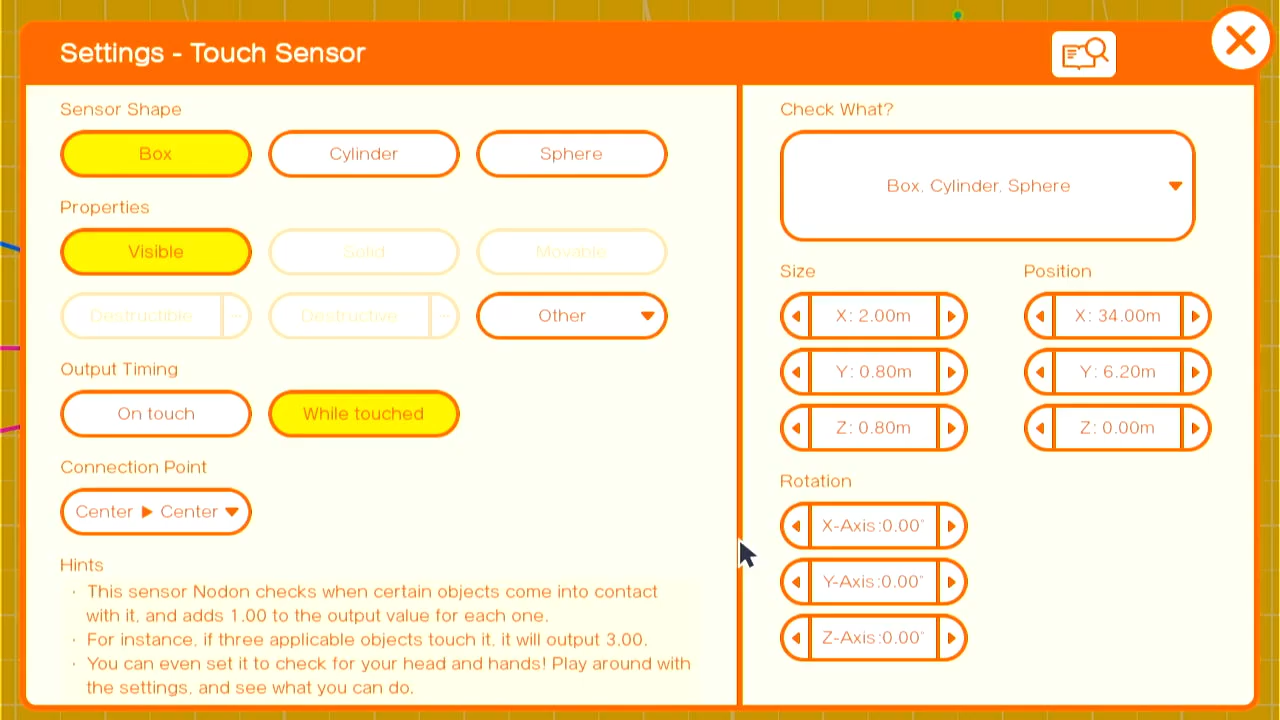 Settings - Touch Sensor
Sensor Shape
Box
Cylinder
Sphere
Properties
Visible
Solid
Movable
Destructible
...
Destructive
...
Other
Output Timing
On touch
While touched
Connection Point
Center ▶ Center
Hints
· This sensor Nodon checks when certain objects come into contact
with it, and adds 1.00 to the output value for each one.
· For instance, if three applicable objects touch it, it will output 3.00.
· You can even set it to check for your head and hands! Play around with
the settings, and see what you can do.
Check What?
Box, Cylinder, Sphere
Size
X: 2.00m
Y: 0.80m
Z: 0.80m
Position
X: 34.00m
Y: 6.20m
Z: 0.00m
Rotation
X-Axis:0.00°
Y-Axis:0.00°
Z-Axis:0.00°